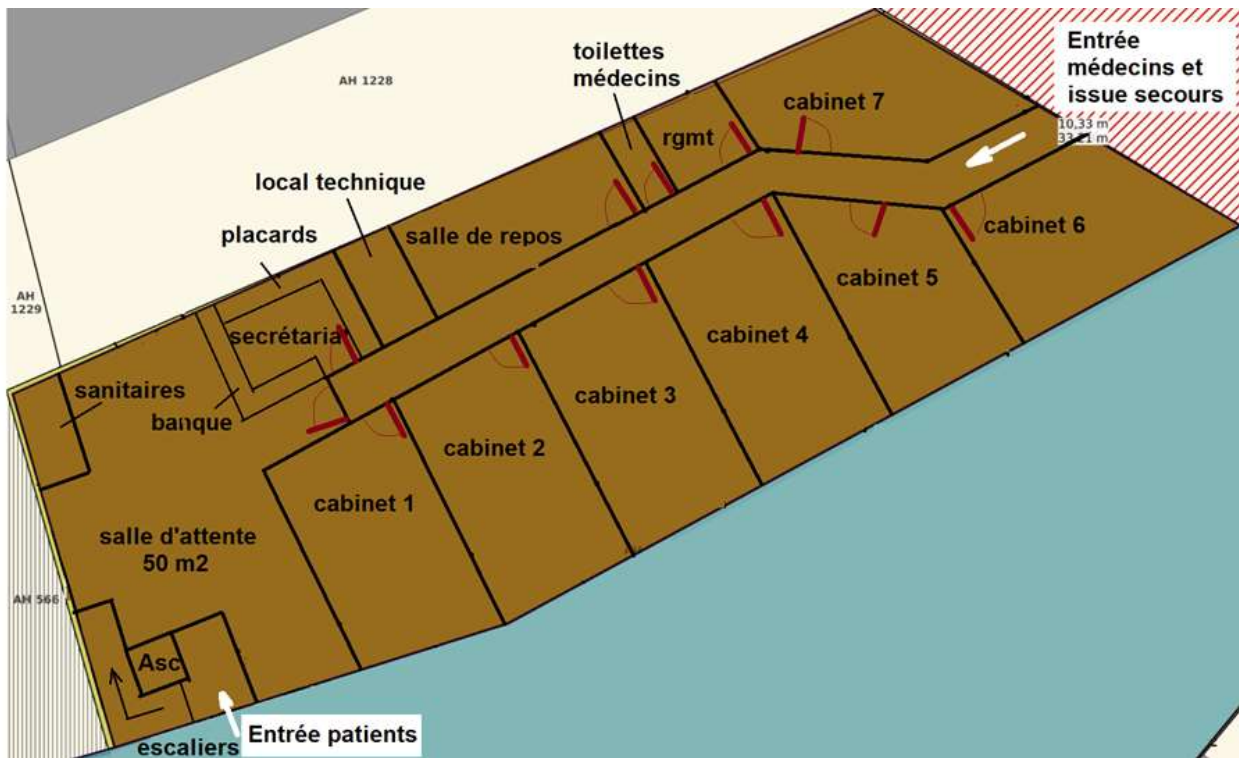 Entrée
médecins et
issue secours
toilettes
médecins
AH 1228
cabinet 7
10,33 m
rgmt
local technique
placards
salle de repos
cabinet 6
cabinet 5
AH
1229
secrétariat
cabinet 4
sanitaires
banque
cabinet 3
cabinet 2
cabinet 1
salle d'attente
50 m2
AH 566
Asc
Entrée patients
escaliers